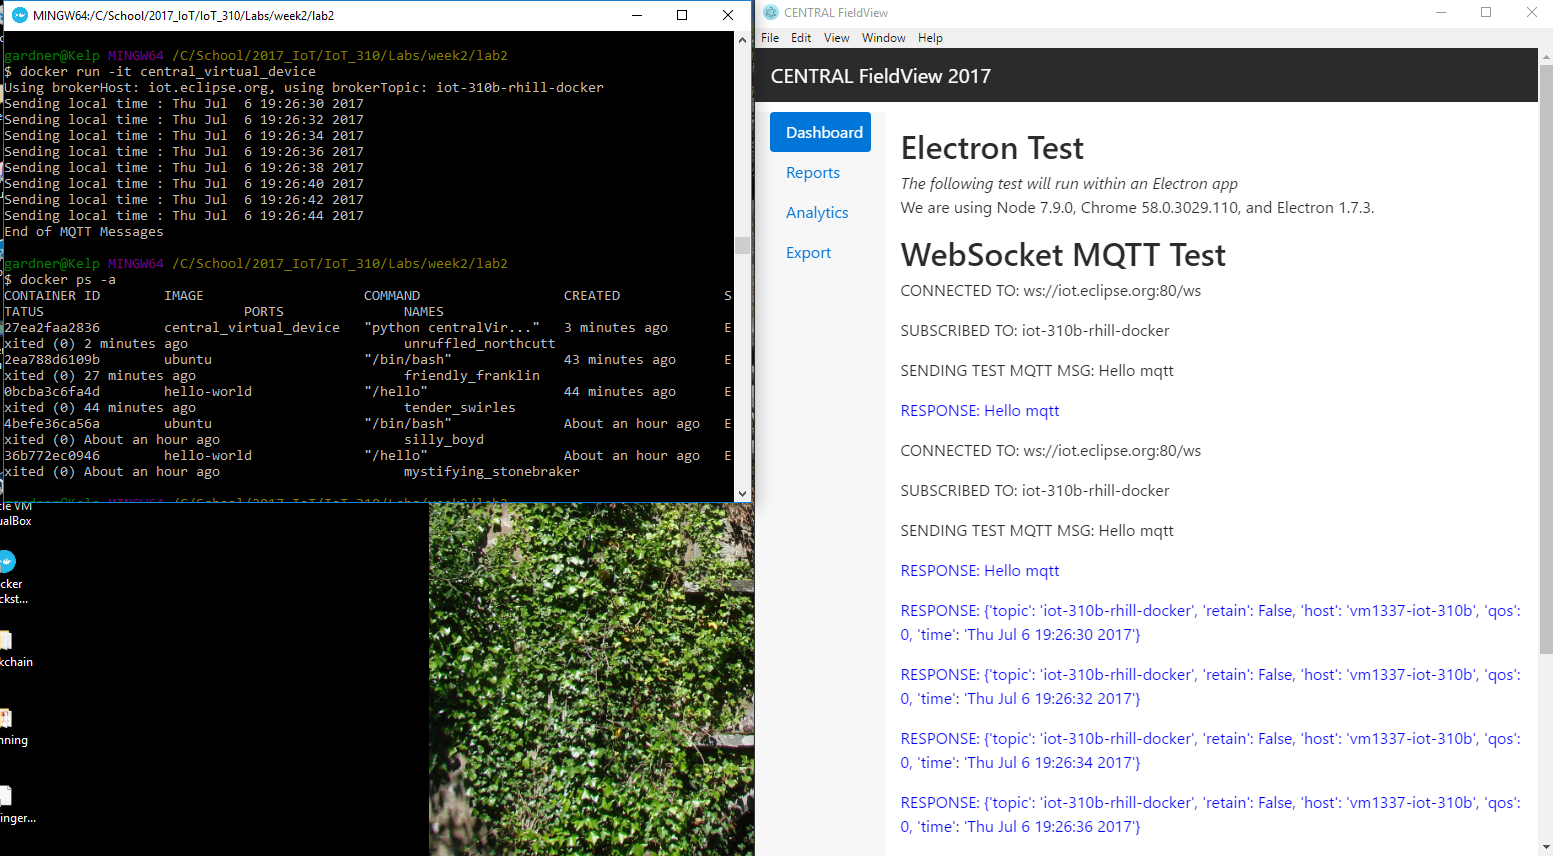 MINGW64:/C/School/2017_IoT/IoT_310/Labs/week2/lab2
gardner@Kelp MINGW64 /C/School/2017_IoT/IoT_310/Labs/week2/lab2
$ docker run -it central_virtual_device
Using brokerHost: iot.eclipse.org, using brokerTopic: iot-310b-rhill-docker
Sending local time : Thu Jul  6 19:26:30 2017
Sending local time : Thu Jul  6 19:26:32 2017
Sending local time : Thu Jul  6 19:26:34 2017
Sending local time : Thu Jul  6 19:26:36 2017
Sending local time : Thu Jul  6 19:26:38 2017
Sending local time : Thu Jul  6 19:26:40 2017
Sending local time : Thu Jul  6 19:26:42 2017
Sending local time : Thu Jul  6 19:26:44 2017
End of MQTT Messages
gardner@Kelp MINGW64 /C/School/2017_IoT/IoT_310/Labs/week2/lab2
$ docker ps -a
CONTAINER ID        IMAGE                    COMMAND                  CREATED             S
TATUS                         PORTS               NAMES
27ea2faa2836        central_virtual_device   "python centralVir..."   3 minutes ago       E
xited (0) 2 minutes ago                           unruffled_northcutt
2ea788d6109b        ubuntu                   "/bin/bash"              43 minutes ago      E
xited (0) 27 minutes ago                          friendly_franklin
0bcba3c6fa4d        hello-world              "/hello"                 44 minutes ago      E
xited (0) 44 minutes ago                          tender_swirles
4befe36ca56a        ubuntu                   "/bin/bash"              About an hour ago   E
xited (0) About an hour ago                       silly_boyd
36b772ec0946        hello-world              "/hello"                 About an hour ago   E
xited (0) About an hour ago                       mystifying_stonebraker
gardner@Kelp MINGW64 /C/School/2017_IoT/IoT_310/Labs/week2/lab2
cle VM
ualBox
cker
ckst...
kchain
nning
inger...
CENTRAL FieldView
File Edit View Window Help
CENTRAL FieldView 2017
Dashboard
Reports
Analytics
Export
Electron Test
The following test will run within an Electron app
We are using Node 7.9.0, Chrome 58.0.3029.110, and Electron 1.7.3.
WebSocket MQTT Test
CONNECTED TO: ws://iot.eclipse.org:80/ws
SUBSCRIBED TO: iot-310b-rhill-docker
SENDING TEST MQTT MSG: Hello mqtt
RESPONSE: Hello mqtt
CONNECTED TO: ws://iot.eclipse.org:80/ws
SUBSCRIBED TO: iot-310b-rhill-docker
SENDING TEST MQTT MSG: Hello mqtt
RESPONSE: Hello mqtt
RESPONSE: {'topic': 'iot-310b-rhill-docker', 'retain': False, 'host': 'vm1337-iot-310b', 'qos':
0, 'time': 'Thu Jul 6 19:26:30 2017'}
RESPONSE: {'topic': 'iot-310b-rhill-docker', 'retain': False, 'host': 'vm1337-iot-310b', 'qos':
0, 'time': 'Thu Jul 6 19:26:32 2017'}
RESPONSE: {'topic': 'iot-310b-rhill-docker', 'retain': False, 'host': 'vm1337-iot-310b', 'qos':
0, 'time': 'Thu Jul 6 19:26:34 2017'}
RESPONSE: {'topic': 'iot-310b-rhill-docker', 'retain': False, 'host': 'vm1337-iot-310b', 'qos':
0, 'time': 'Thu Jul 6 19:26:36 2017'}